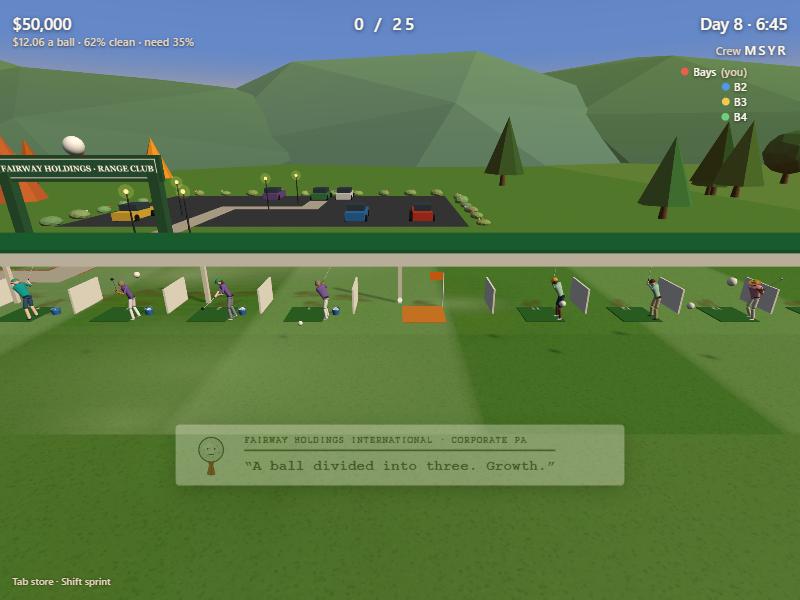 $50,000
0 / 25
Day 8 · 6:45
$12.06 a ball · 62% clean · need 35%
Crew MSYR
Bays (you)
B2
B3
B4
FAIRWAY HOLDINGS · RANGE CLUB
FAIRWAY HOLDINGS INTERNATIONAL · CORPORATE PA
“A ball divided into three. Growth.”
Tab store · Shift sprint